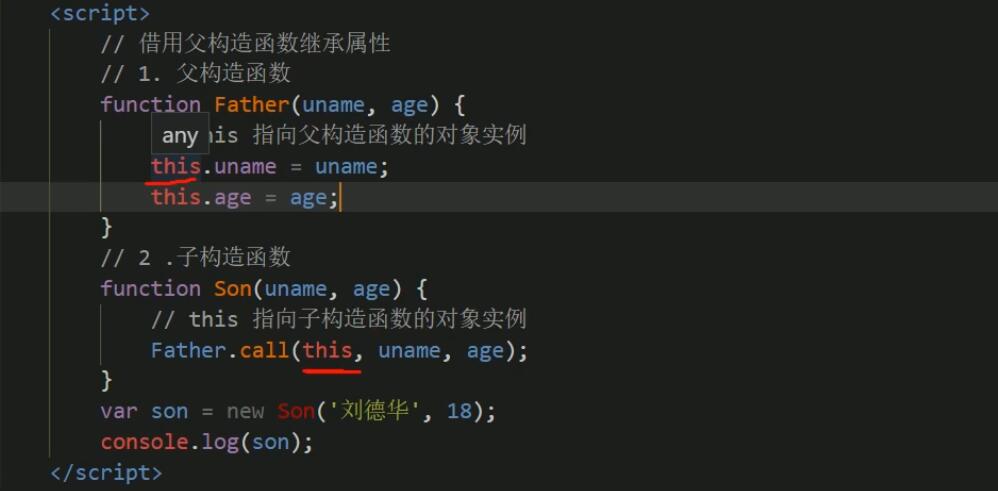 <script>
// 借用父构造函数继承属性
// 1. 父构造函数
function Father(uname, age) {
any his 指向父构造函数的对象实例
this.uname = uname;
this.age = age;
}
// 2 .子构造函数
function Son(uname, age) {
// this 指向子构造函数的对象实例
Father.call(this, uname, age);
}
var son = new Son('刘德华', 18);
console.log(son);
</script>